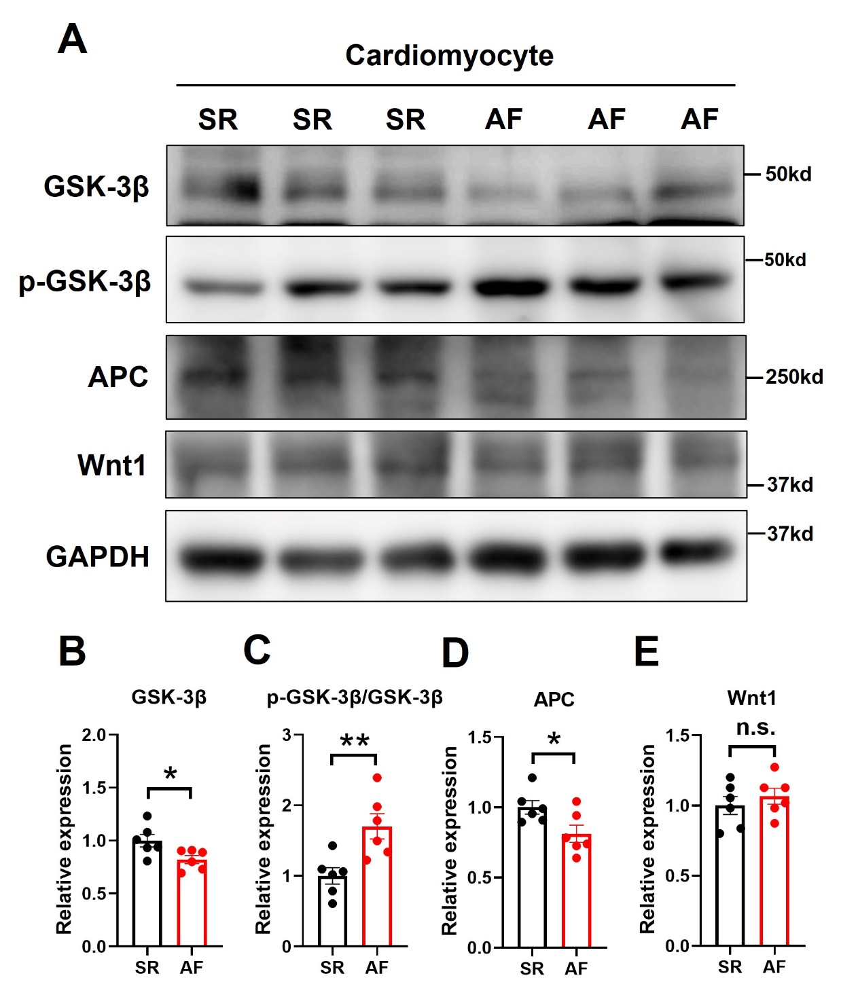 A
Cardiomyocyte
SR SR SR AF AF AF
GSK-3β 50kd
p-GSK-3β 50kd
APC 250kd
Wnt1 37kd
GAPDH 37kd
B
GSK-3β
Relative expression
2.0
1.5
1.0
0.5
0.0
*
SR AF
C
p-GSK-3β/GSK-3β
Relative expression
3
2
1
0
**
SR AF
D
APC
Relative expression
1.5
1.0
0.5
0.0
*
SR AF
E
Wnt1
n.s.
Relative expression
1.5
1.0
0.5
0.0
SR AF